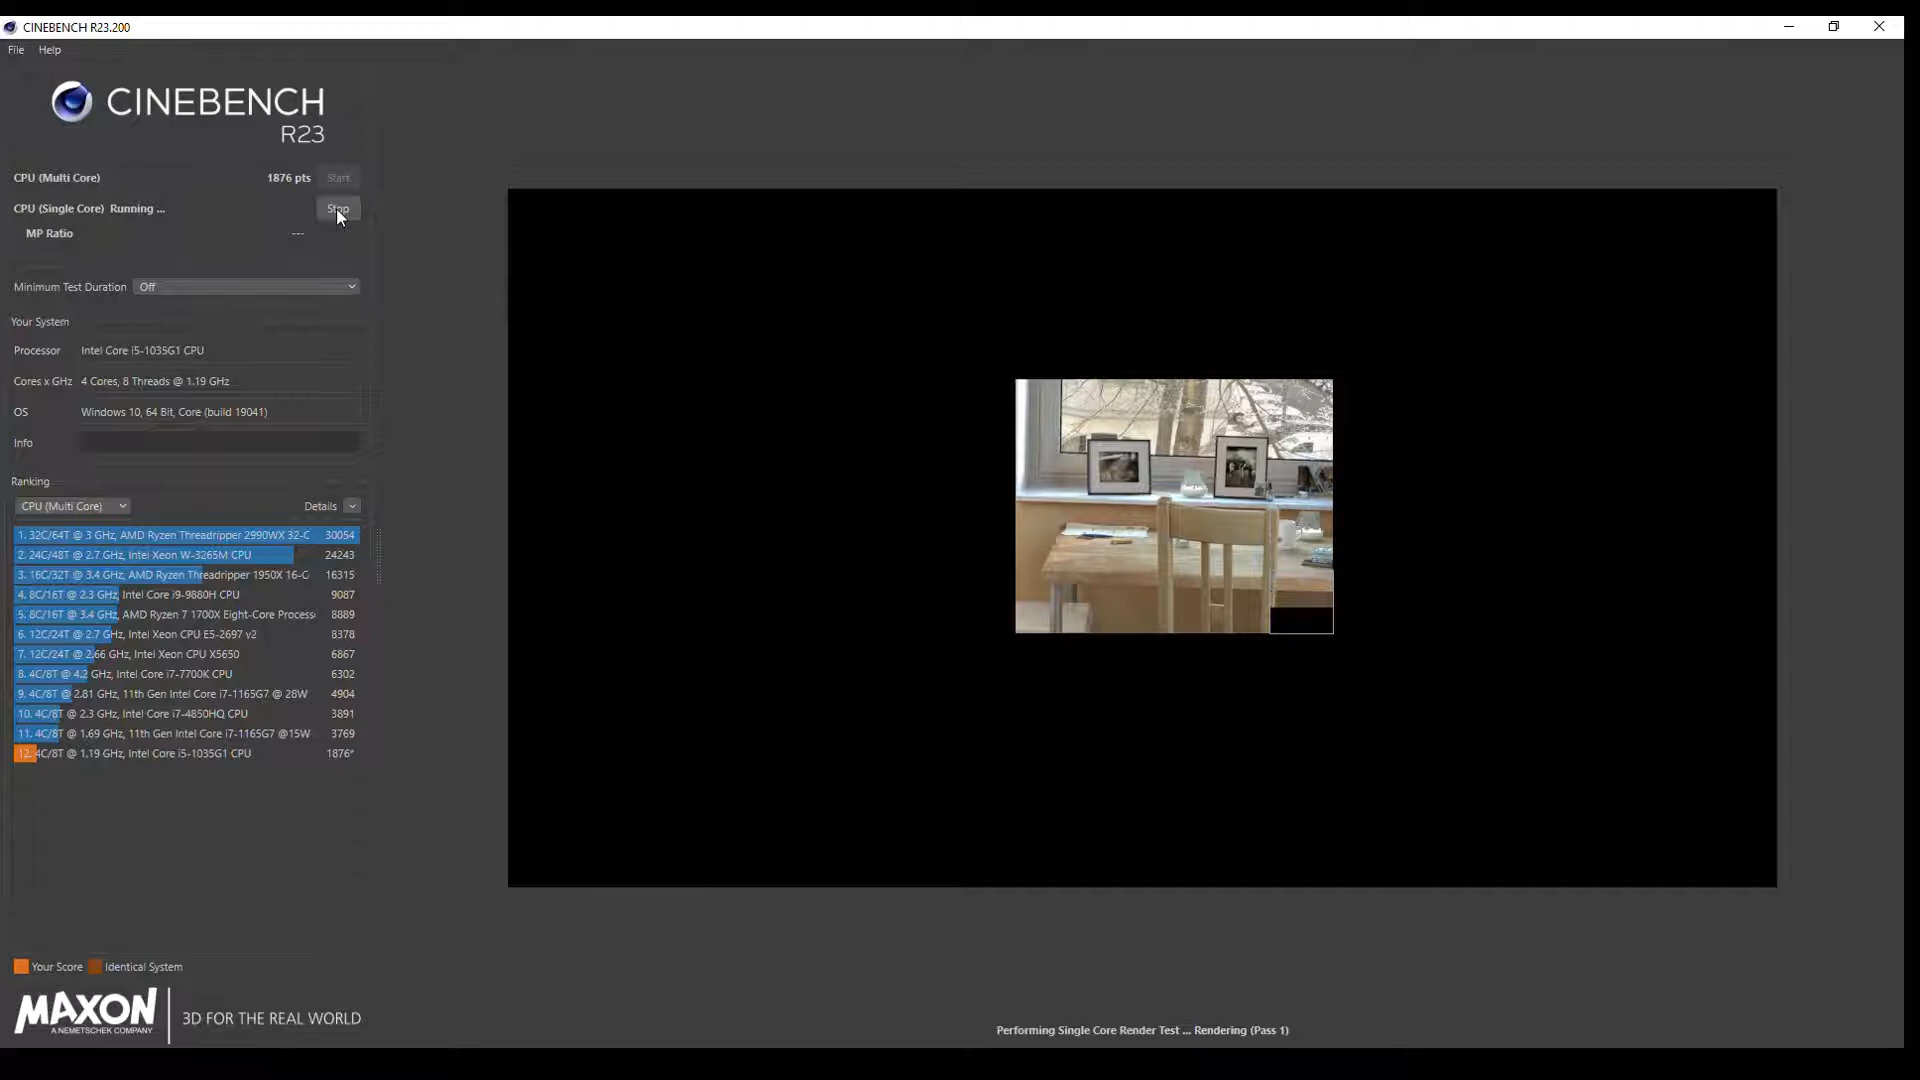 CINEBENCH R23.200
File Help
CINEBENCH
R23
CPU (Multi Core) 1876 pts Start
CPU (Single Core) Running ... Stop
MP Ratio ---
Minimum Test Duration Off
Your System
Processor Intel Core i5-1035G1 CPU
Cores x GHz 4 Cores, 8 Threads @ 1.19 GHz
OS Windows 10, 64 Bit, Core (build 19041)
Info
Ranking
CPU (Multi Core) Details
1. 32C/64T @ 3 GHz, AMD Ryzen Threadripper 2990WX 32-C 30054
2. 24C/48T @ 2.7 GHz, Intel Xeon W-3265M CPU 24243
3. 16C/32T @ 3.4 GHz, AMD Ryzen Threadripper 1950X 16-C 16315
4. 8C/16T @ 2.3 GHz, Intel Core i9-9880H CPU 9087
5. 8C/16T @ 3.4 GHz, AMD Ryzen 7 1700X Eight-Core Process 8889
6. 12C/24T @ 2.7 GHz, Intel Xeon CPU E5-2697 v2 8378
7. 12C/24T @ 2.66 GHz, Intel Xeon CPU X5650 6867
8. 4C/8T @ 4.2 GHz, Intel Core i7-7700K CPU 6302
9. 4C/8T @ 2.81 GHz, 11th Gen Intel Core i7-1165G7 @ 28W 4904
10. 4C/8T @ 2.3 GHz, Intel Core i7-4850HQ CPU 3891
11. 4C/8T @ 1.69 GHz, 11th Gen Intel Core i7-1165G7 @15W 3769
12. 4C/8T @ 1.19 GHz, Intel Core i5-1035G1 CPU 1876*
Your Score Identical System
MAXON
A NEMETSCHEK COMPANY
3D FOR THE REAL WORLD
Performing Single Core Render Test ... Rendering (Pass 1)